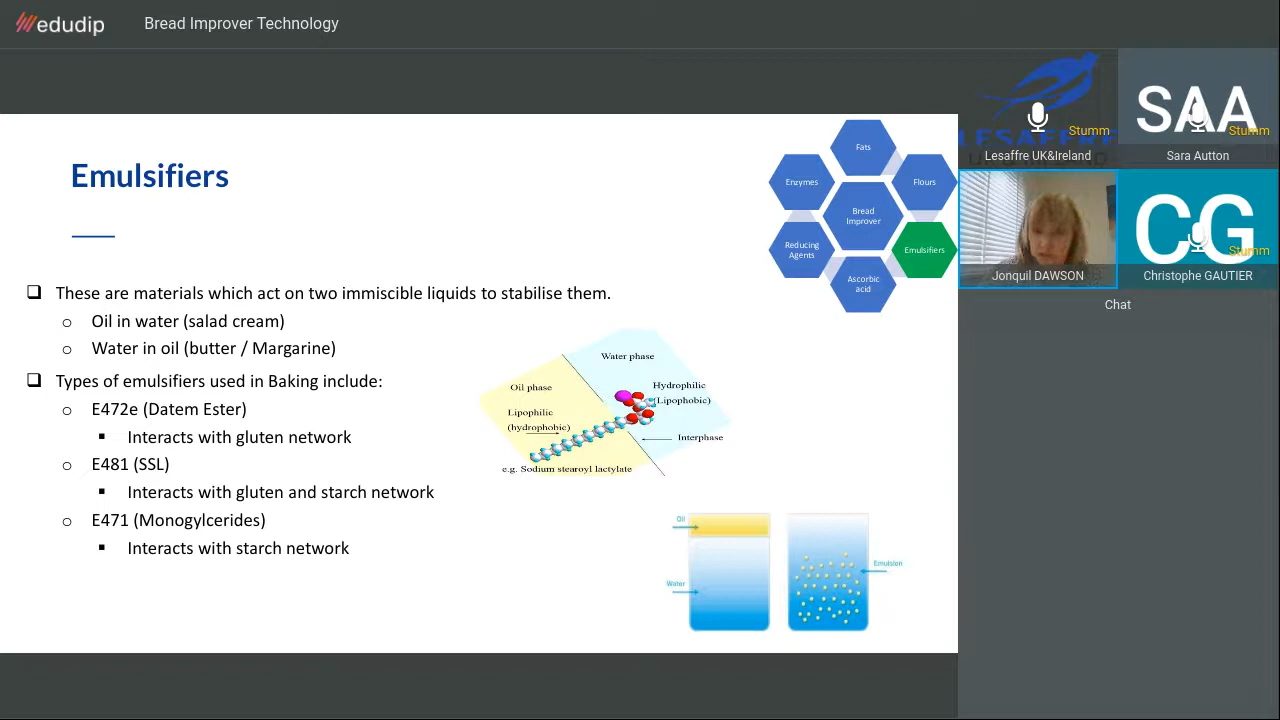 edudip
Bread Improver Technology
Emulsifiers
These are materials which act on two immiscible liquids to stabilise them.
Oil in water (salad cream)
Water in oil (butter / Margarine)
Types of emulsifiers used in Baking include:
E472e (Datem Ester)
Interacts with gluten network
E481 (SSL)
Interacts with gluten and starch network
E471 (Monogylcerides)
Interacts with starch network
Fats
Enzymes
Flours
Bread
Improver
Reducing
Agents
Emulsifiers
Ascorbic
acid
Water phase
Oil phase
Hydrophilic
(Lipophobic)
Lipophilic
(hydrophobic)
Interphase
e.g. Sodium stearoyl lactylate
Oil
Water
Emulsion
LESAFFRE
Stumm
Lesaffre UK&Ireland
SAA
Stumm
Sara Autton
Jonquil DAWSON
CG
Stumm
Christophe GAUTIER
Chat